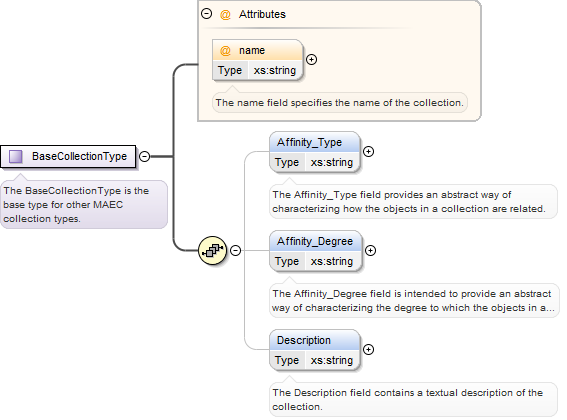 @ Attributes
@ name
Type xs:string
The name field specifies the name of the collection.
BaseCollectionType
The BaseCollectionType is the
base type for other MAEC
collection types.
Affinity_Type
Type xs:string
The Affinity_Type field provides an abstract way of
characterizing how the objects in a collection are related.
Affinity_Degree
Type xs:string
The Affinity_Degree field is intended to provide an abstract
way of characterizing the degree to which the objects in a...
Description
Type xs:string
The Description field contains a textual description of the
collection.